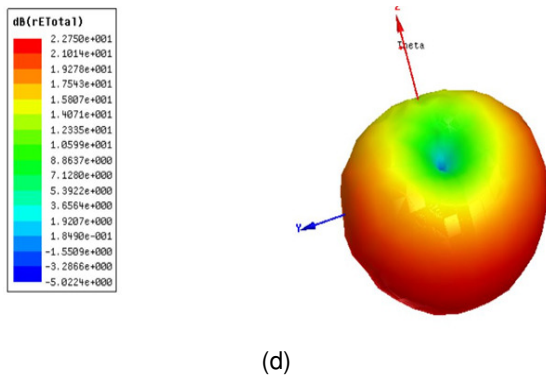 dB(rETotal)
2.2750e+001
2.1014e+001
1.9278e+001
1.7543e+001
1.5807e+001
1.4071e+001
1.2335e+001
1.0599e+001
8.8637e+000
7.1280e+000
5.3922e+000
3.6564e+000
1.9207e+000
1.8490e-001
-1.5509e+000
-3.2866e+000
-5.0224e+000
Z
Theta
Y
(d)